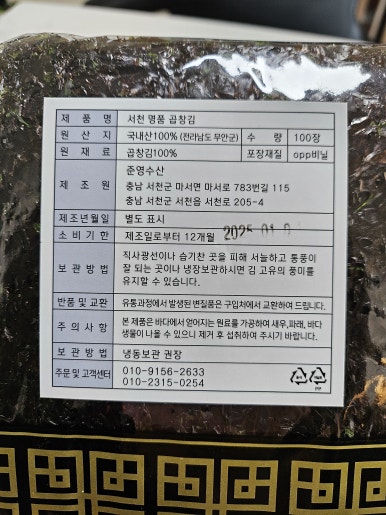 제 품 명 서천 명품 곱창김
원 산 지 국내산100% (전라남도 무안군) 수 량 100장
원 재 료 곱창김100% 포장재질 opp비닐
제 조 원 준영수산
충남 서천군 마서면 마서로 783번길 115
충남 서천군 서천읍 서천로 205-4
제조년월일 별도 표시
소 비 기 한 제조일로부터 12개월 2025
보 관 방 법 직사광선이나 습기찬 곳을 피해 서늘하고 통풍이
잘 되는 곳이나 냉장보관하시면 김 고유의 풍미를
유지할 수 있습니다.
반품 및 교환 유통과정에서 발생된 변질품은 구입처에서 교환하여 드립니다.
주 의 사 항 본 제품은 바다에서 얻어지는 원료를 가공하여 새우,파래, 바다
생물이 나올 수 있으니 제거 후 섭취하여 주시기 바랍니다.
보 관 방 법 냉동보관 권장
주문 및 고객센터 010-9156-2633
010-2315-0254
PP